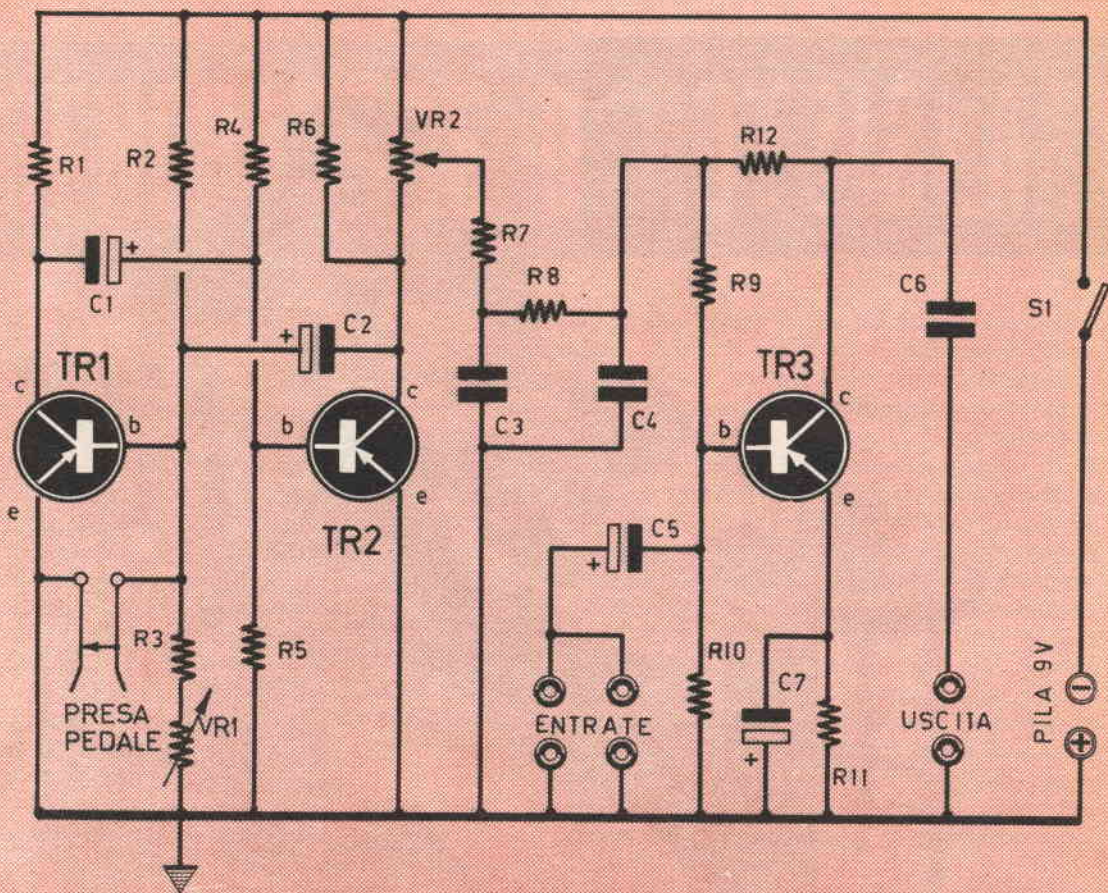 R1
R2
R4
R6
VR2
R12
R7
R8
R9
C6
S1
C1
+
+
C2
TR1
c
b
e
b
c
e
TR2
C3
C4
TR3
b
c
e
C5
+
R3
VR1
R5
PRESA
PEDALE
R10
C7
+
R11
ENTRATE
USCITA
PILA 9V
−
+